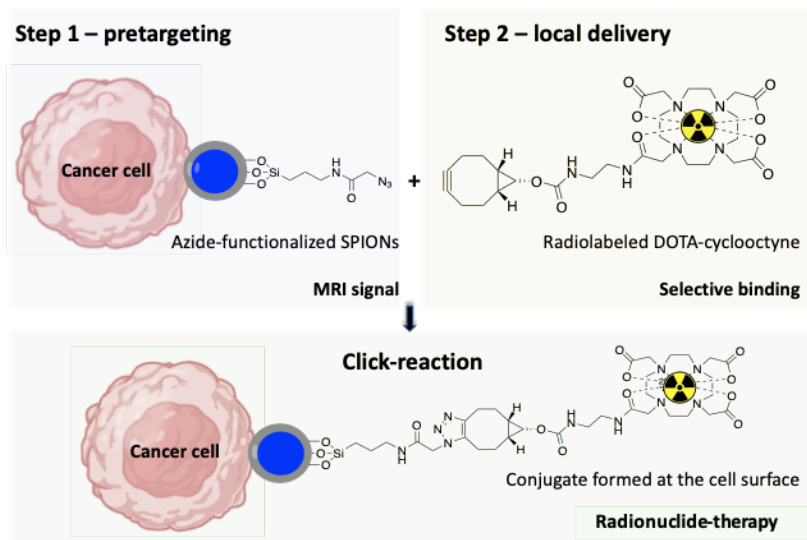 Step 1 – pretargeting
Cancer cell
O
O Si
O
H
N
O
N₃
Azide-functionalized SPIONs
MRI signal
+
Step 2 – local delivery
O
O
N
N
O
O
O
O
H
H
N
N
N
N
H
O
O
O
O
H
Radiolabeled DOTA-cyclooctyne
Selective binding
Click-reaction
Cancer cell
O
O Si
O
O
N
H
N
N
N
H
H
O
O
H
N
N
H
O
O
O
N
N
O
O
O
N
N
O
O
Conjugate formed at the cell surface
Radionuclide-therapy